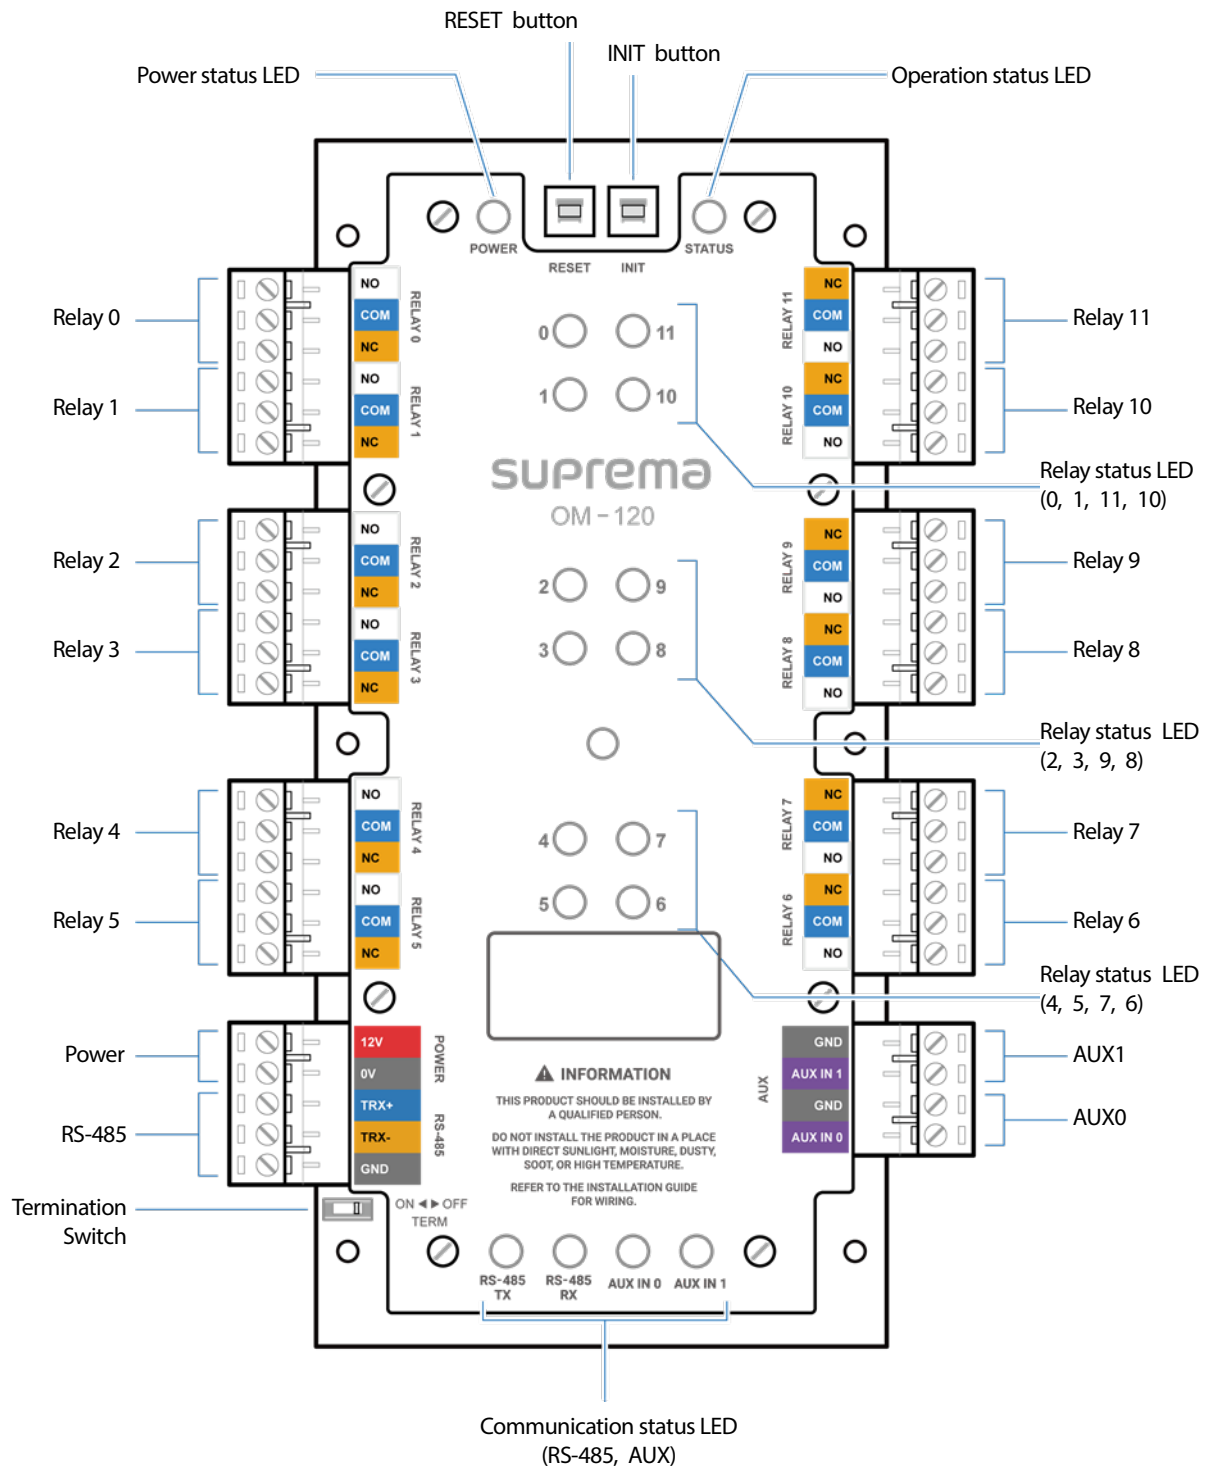 RESET button
INIT button
Power status LED
Operation status LED
POWER
STATUS
RESET INIT
Relay 0
NO
COM
NC
RELAY 0
Relay 1
NO
COM
NC
RELAY 1
0 11
1 10
NC
COM
NO
RELAY 11
Relay 11
NC
COM
NO
RELAY 10
Relay 10
suprema
OM-120
Relay status LED
(0, 1, 11, 10)
Relay 2
NO
COM
NC
RELAY 2
Relay 3
NO
COM
NC
RELAY 3
2 9
3 8
NC
COM
NO
RELAY 9
Relay 9
NC
COM
NO
RELAY 8
Relay 8
Relay status LED
(2, 3, 9, 8)
Relay 4
NO
COM
NC
RELAY 4
Relay 5
NO
COM
NC
RELAY 5
4 7
5 6
NC
COM
NO
RELAY 7
Relay 7
NC
COM
NO
RELAY 6
Relay 6
Relay status LED
(4, 5, 7, 6)
Power
12V
0V
POWER
RS-485
TRX+
TRX-
GND
RS-485
INFORMATION
THIS PRODUCT SHOULD BE INSTALLED BY
A QUALIFIED PERSON.
DO NOT INSTALL THE PRODUCT IN A PLACE
WITH DIRECT SUNLIGHT, MOISTURE, DUSTY,
SOOT, OR HIGH TEMPERATURE.
REFER TO THE INSTALLATION GUIDE
FOR WIRING.
AUX
GND
AUX IN 1
GND
AUX IN 0
AUX1
AUX0
Termination
Switch
ON ◀ ▶ OFF
TERM
RS-485
TX
RS-485
RX
AUX IN 0
AUX IN 1
Communication status LED
(RS-485, AUX)